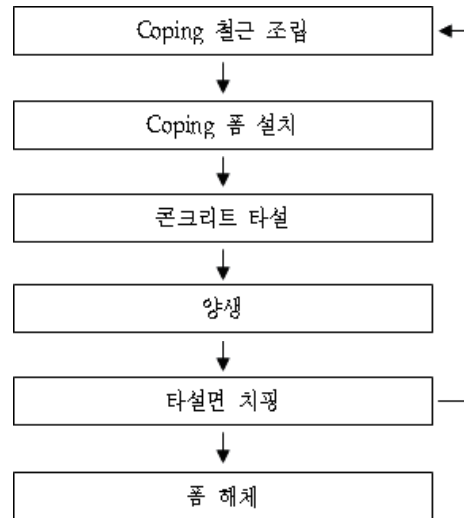 Coping 철근 조립
Coping 폼 설치
콘크리트 타설
양생
타설면 치핑
폼 해체